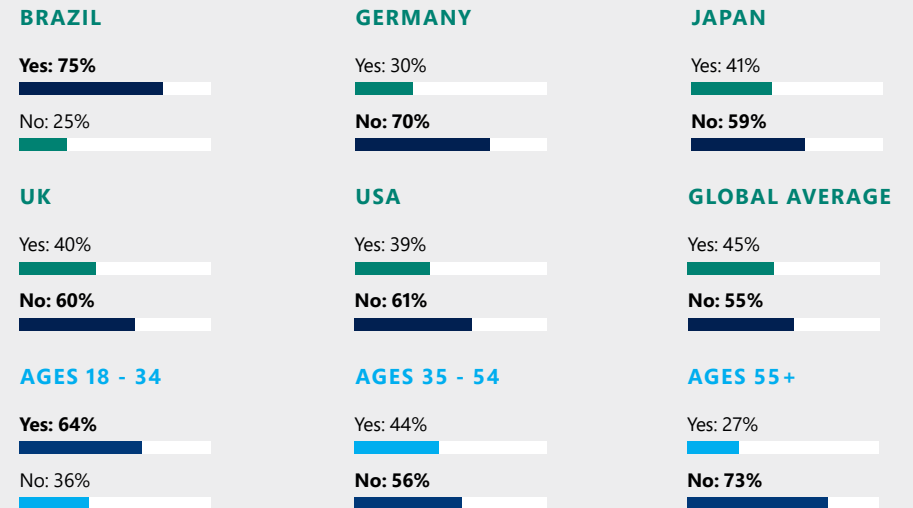 BRAZIL
Yes: 75%
No: 25%
GERMANY
Yes: 30%
No: 70%
JAPAN
Yes: 41%
No: 59%
UK
Yes: 40%
No: 60%
USA
Yes: 39%
No: 61%
GLOBAL AVERAGE
Yes: 45%
No: 55%
AGES 18 - 34
Yes: 64%
No: 36%
AGES 35 - 54
Yes: 44%
No: 56%
AGES 55+
Yes: 27%
No: 73%